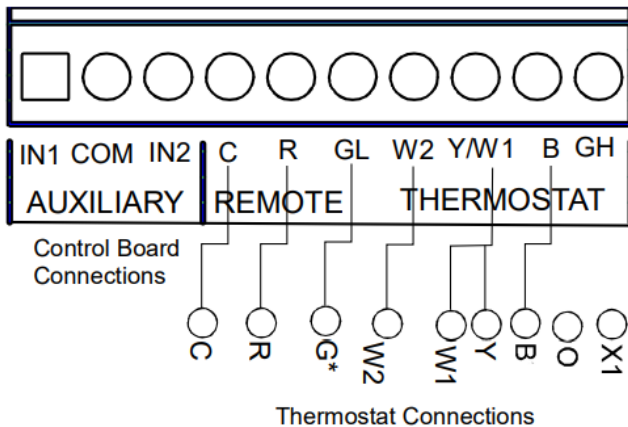 IN1 COM IN2 C R GL W2 Y/W1 B GH
AUXILIARY REMOTE THERMOSTAT
Control Board
Connections
C R G* W2 W1 Y B O X1
Thermostat Connections